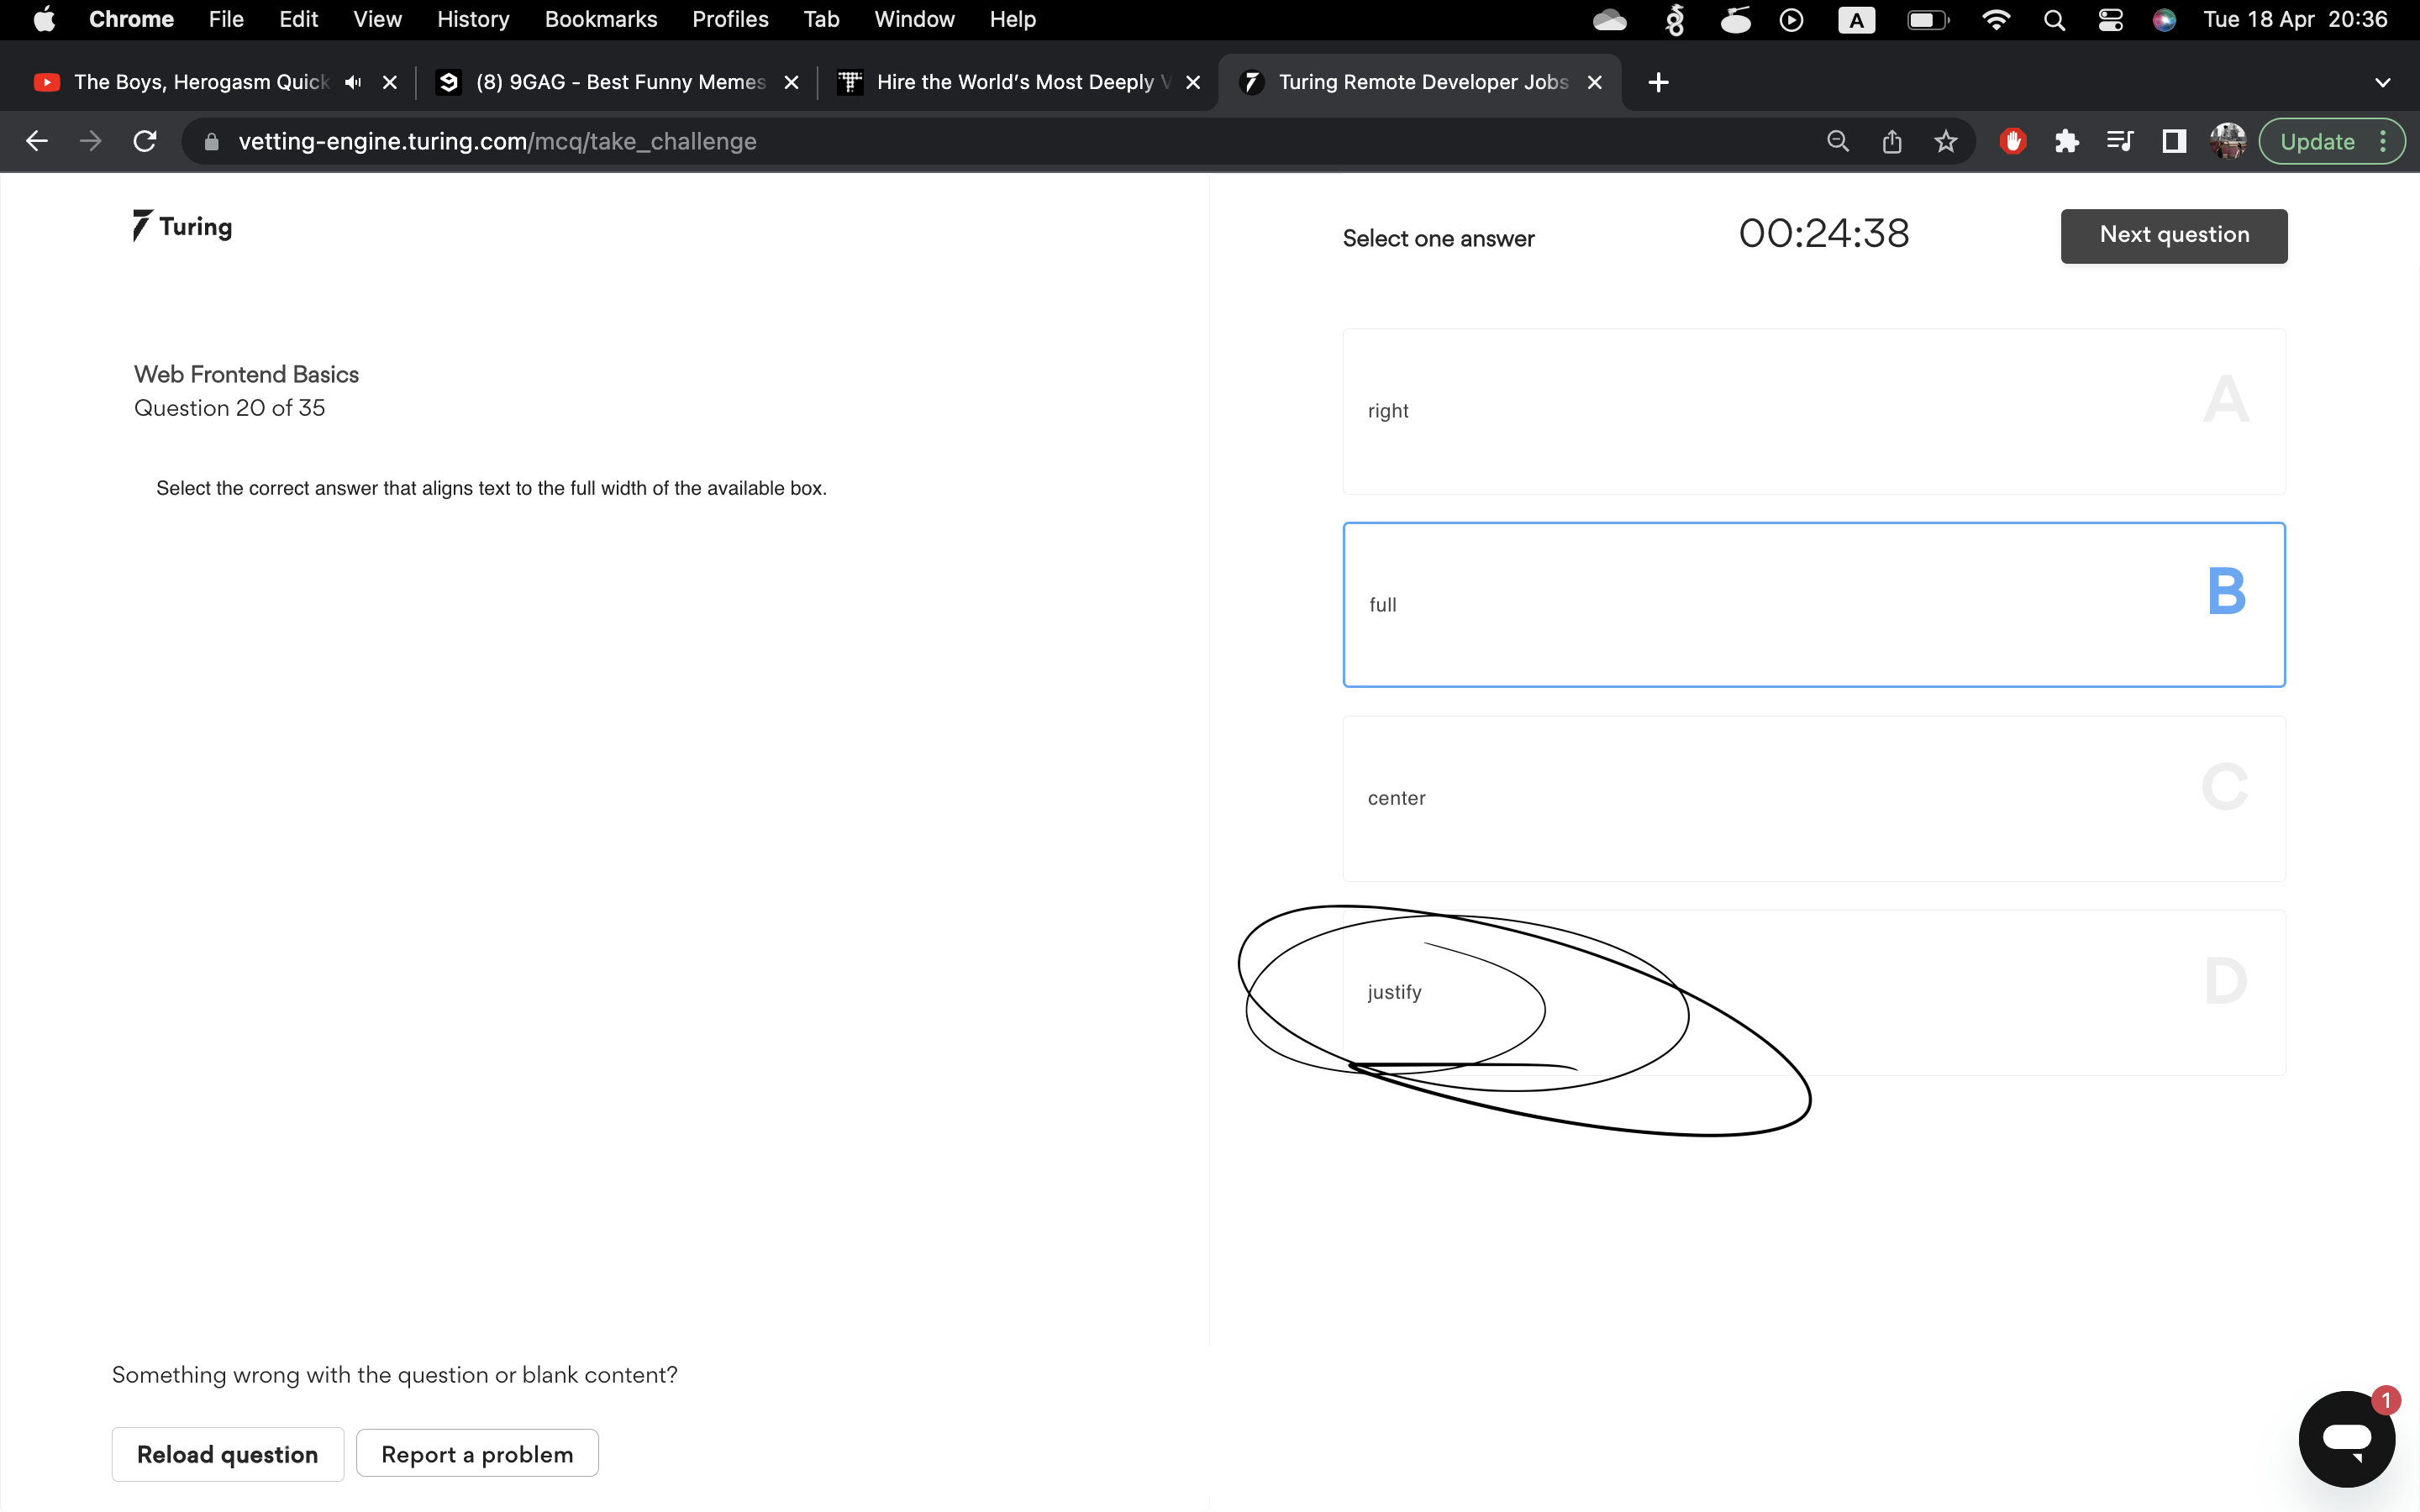 Chrome File Edit View History Bookmarks Profiles Tab Window Help A Tue 18 Apr 20:36
The Boys, Herogasm Quick (8) 9GAG - Best Funny Memes Hire the World's Most Deeply V Turing Remote Developer Jobs
vetting-engine.turing.com/mcq/take_challenge Update
Turing
Select one answer 00:24:38 Next question
Web Frontend Basics
Question 20 of 35
Select the correct answer that aligns text to the full width of the available box.
right A
full B
center C
justify D
Something wrong with the question or blank content?
Reload question Report a problem
1